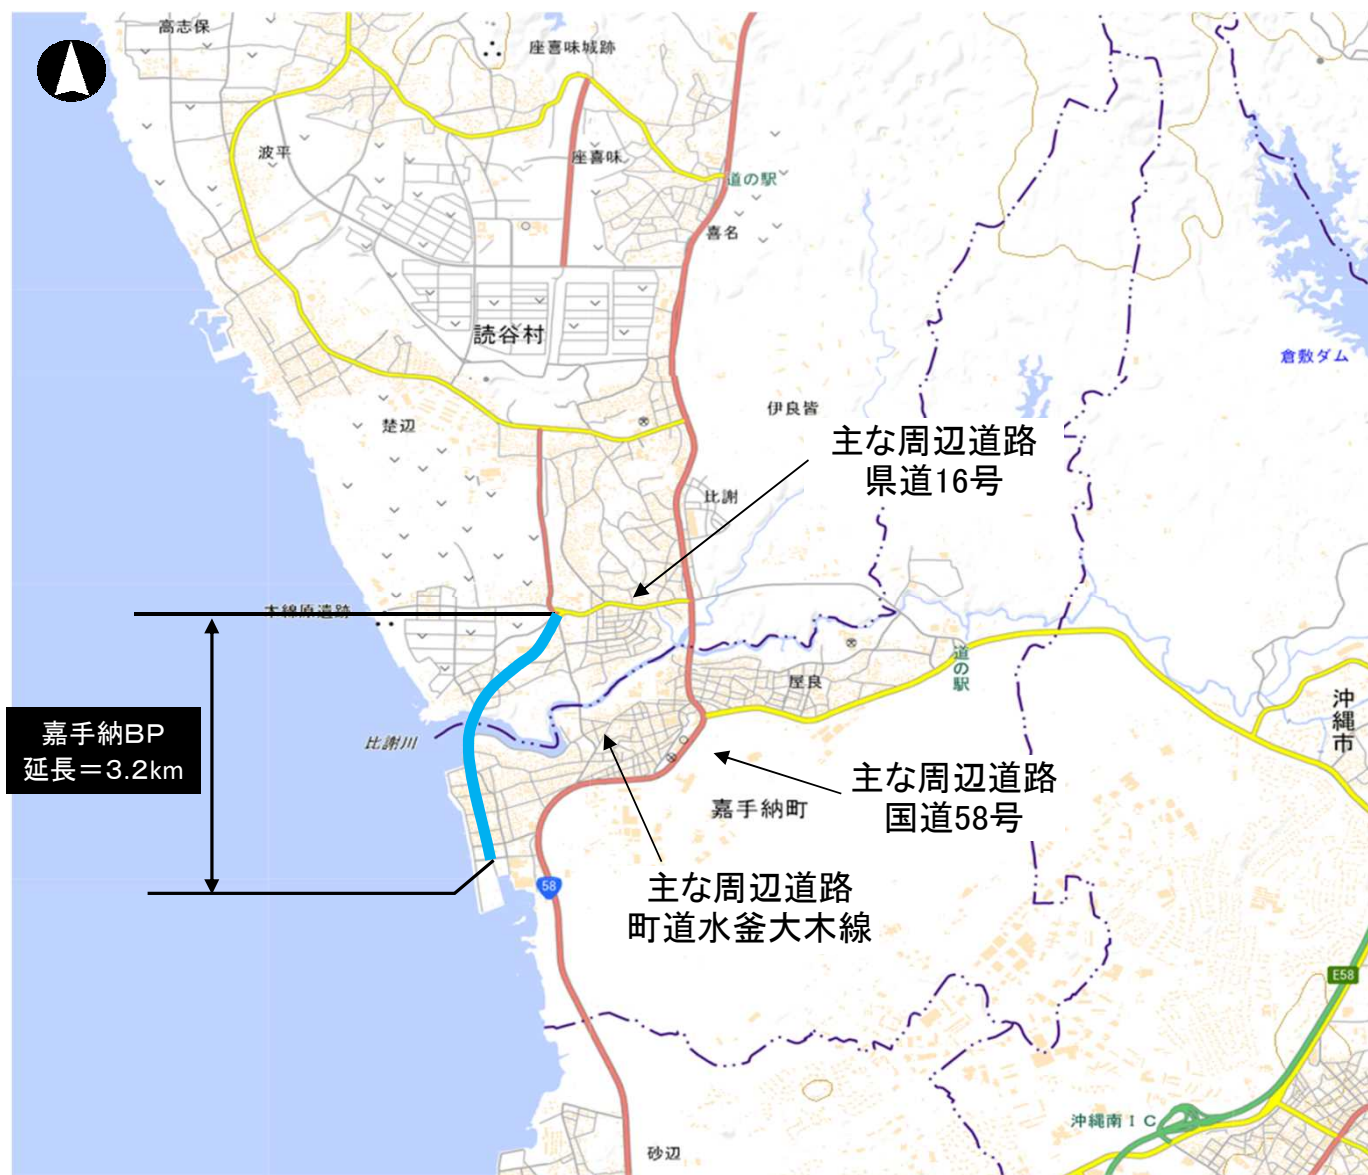 高志保
座喜味城跡
波平
座喜味
道の駅
喜名
読谷村
倉敷ダム
楚辺
伊良皆
主な周辺道路
県道16号
比謝
木綿原遺跡
道の駅
屋良
沖縄市
嘉手納BP
延長=3.2km
比謝川
主な周辺道路
国道58号
嘉手納町
58
主な周辺道路
町道水釜大木線
E58
沖縄南IC
砂辺